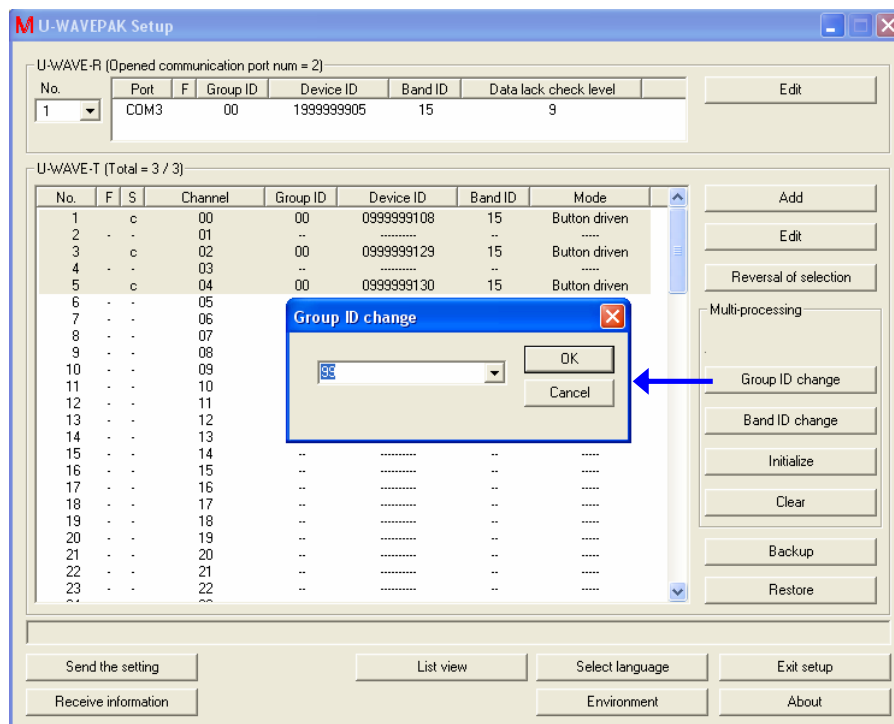 M U-WAVEPAK Setup
U-WAVE-R (Opened communication port num = 2)
No. Port F Group ID Device ID Band ID Data lack check level Edit
1 COM3 00 1999999905 15 9
U-WAVE-T (Total = 3 / 3)
No. F S Channel Group ID Device ID Band ID Mode Add
1 c 00 00 0999999108 15 Button driven
2 - - 01 -- ---------- -- ----- Edit
3 c 02 00 0999999129 15 Button driven
4 - - 03 -- ---------- -- -----
5 c 04 00 0999999130 15 Button driven Reversal of selection
6 - - 05
7 - - 06 Group ID change Multi-processing
8 - - 07
9 - - 08 OK
10 - - 09 99 Group ID change
11 - - 10 Cancel
12 - - 11
13 - - 12 Band ID change
14 - - 13
15 - - 14 -- ---------- -- -----
16 - - 15 -- ---------- -- ----- Initialize
17 - - 16 -- ---------- -- -----
18 - - 17 -- ---------- -- ----- Clear
19 - - 18 -- ---------- -- -----
20 - - 19 -- ---------- -- -----
21 - - 20 -- ---------- -- ----- Backup
22 - - 21 -- ---------- -- -----
23 - - 22 -- ---------- -- ----- Restore
Send the setting List view Select language Exit setup
Receive information Environment About